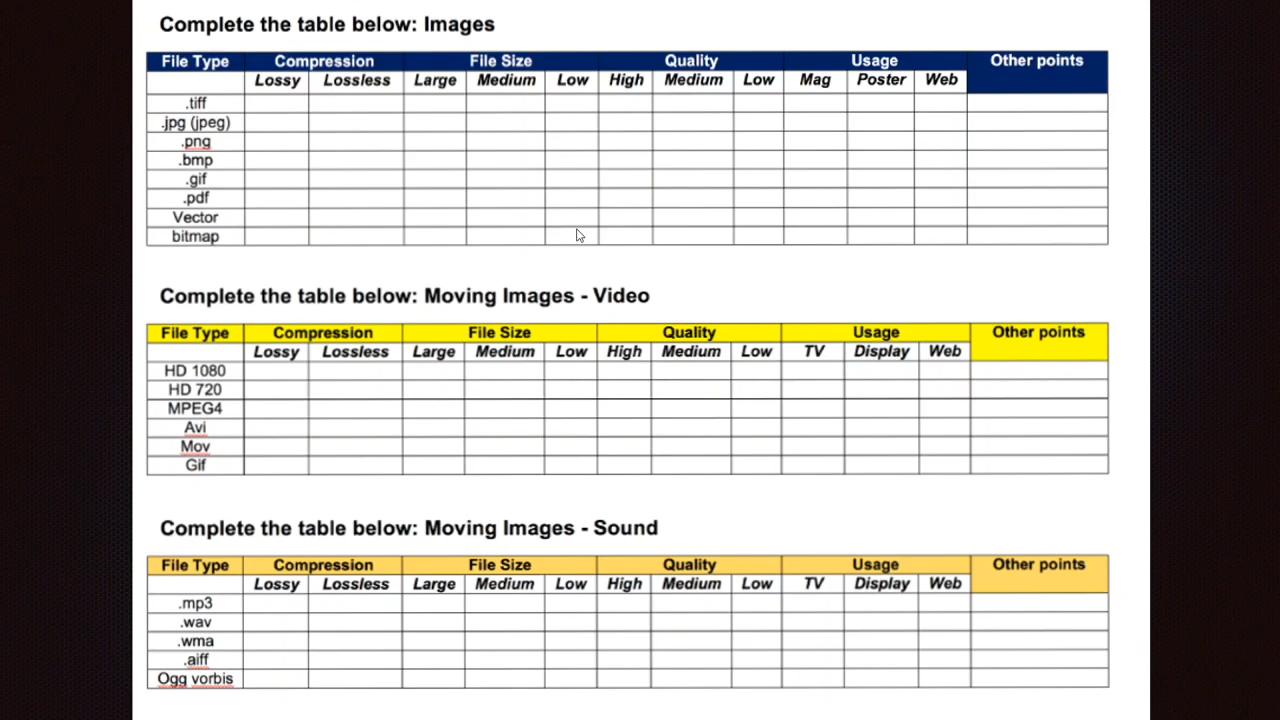 Complete the table below: Images
File Type Compression File Size Quality Usage Other points
Lossy Lossless Large Medium Low High Medium Low Mag Poster Web
.tiff
.jpg (jpeg)
.png
.bmp
.gif
.pdf
Vector
bitmap
Complete the table below: Moving Images - Video
File Type Compression File Size Quality Usage Other points
Lossy Lossless Large Medium Low High Medium Low TV Display Web
HD 1080
HD 720
MPEG4
Avi
Mov
Gif
Complete the table below: Moving Images - Sound
File Type Compression File Size Quality Usage Other points
Lossy Lossless Large Medium Low High Medium Low TV Display Web
.mp3
.wav
.wma
.aiff
Ogg vorbis